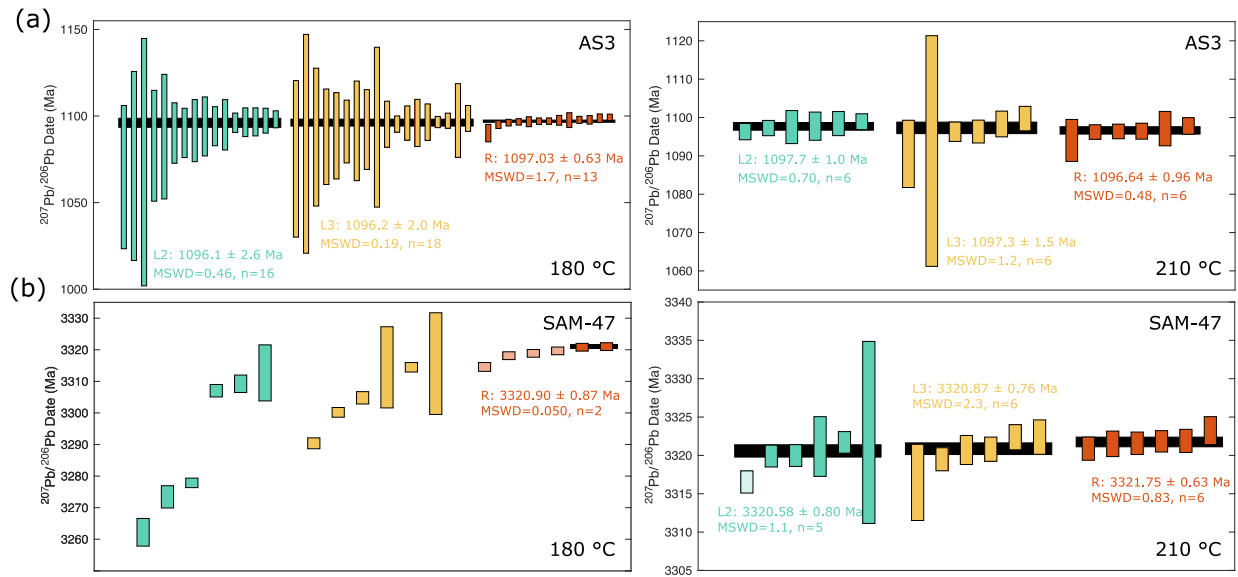 (a)
AS3
1150
1100
1050
1000
²⁰⁷Pb/²⁰⁶Pb Date (Ma)
L2: 1096.1 ± 2.6 Ma
MSWD=0.46, n=16
L3: 1096.2 ± 2.0 Ma
MSWD=0.19, n=18
R: 1097.03 ± 0.63 Ma
MSWD=1.7, n=13
180 °C
AS3
1120
1110
1100
1090
1080
1070
1060
²⁰⁷Pb/²⁰⁶Pb Date (Ma)
L2: 1097.7 ± 1.0 Ma
MSWD=0.70, n=6
L3: 1097.3 ± 1.5 Ma
MSWD=1.2, n=6
R: 1096.64 ± 0.96 Ma
MSWD=0.48, n=6
210 °C
(b)
SAM-47
3330
3320
3310
3300
3290
3280
3270
3260
²⁰⁷Pb/²⁰⁶Pb Date (Ma)
R: 3320.90 ± 0.87 Ma
MSWD=0.050, n=2
180 °C
SAM-47
3340
3335
3330
3325
3320
3315
3310
3305
²⁰⁷Pb/²⁰⁶Pb Date (Ma)
L2: 3320.58 ± 0.80 Ma
MSWD=1.1, n=5
L3: 3320.87 ± 0.76 Ma
MSWD=2.3, n=6
R: 3321.75 ± 0.63 Ma
MSWD=0.83, n=6
210 °C